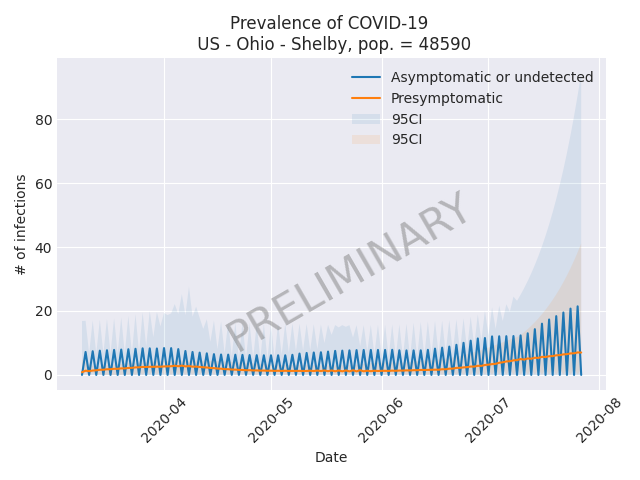 Prevalence of COVID-19
US - Ohio - Shelby, pop. = 48590
Asymptomatic or undetected
Presymptomatic
95CI
95CI
PRELIMINARY
# of infections
80
60
40
20
0
2020-04
2020-05
2020-06
2020-07
2020-08
Date